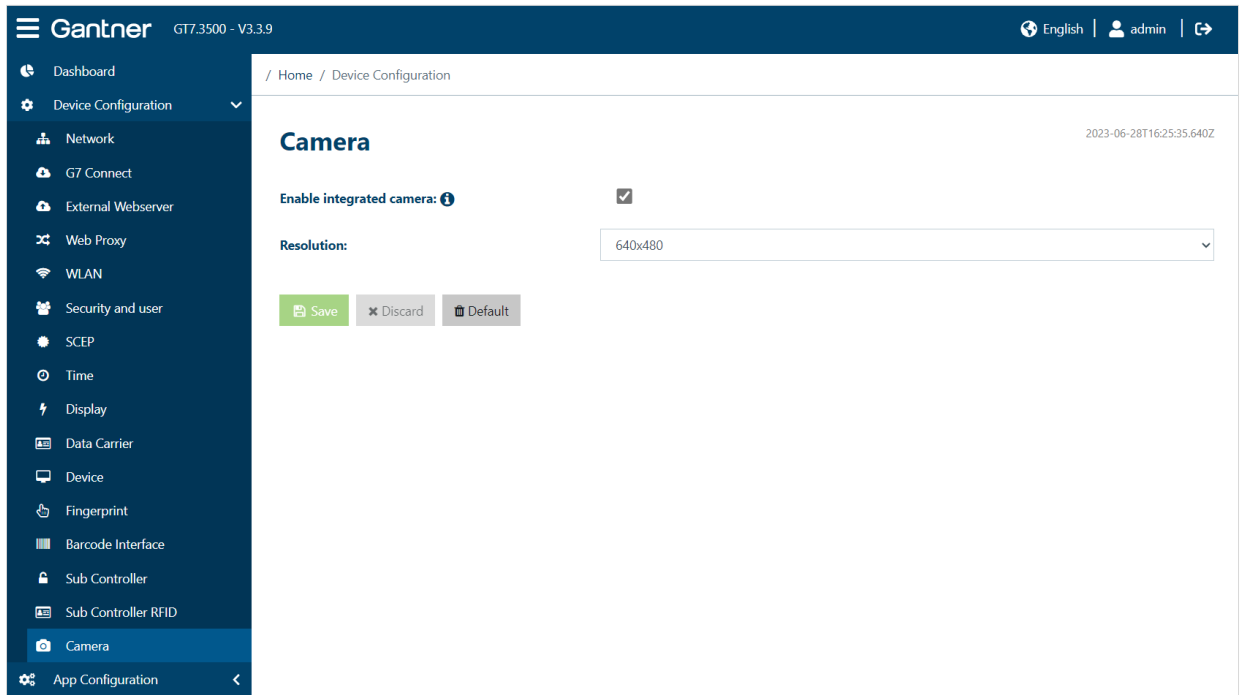 Gantner GT7.3500 - V3.3.9 English admin
Dashboard
Device Configuration
Network
G7 Connect
External Webserver
Web Proxy
WLAN
Security and user
SCEP
Time
Display
Data Carrier
Device
Fingerprint
Barcode Interface
Sub Controller
Sub Controller RFID
Camera
App Configuration
/ Home / Device Configuration
Camera
2023-06-28T16:25:35.640Z
Enable integrated camera:
Resolution: 640x480
Save Discard Default